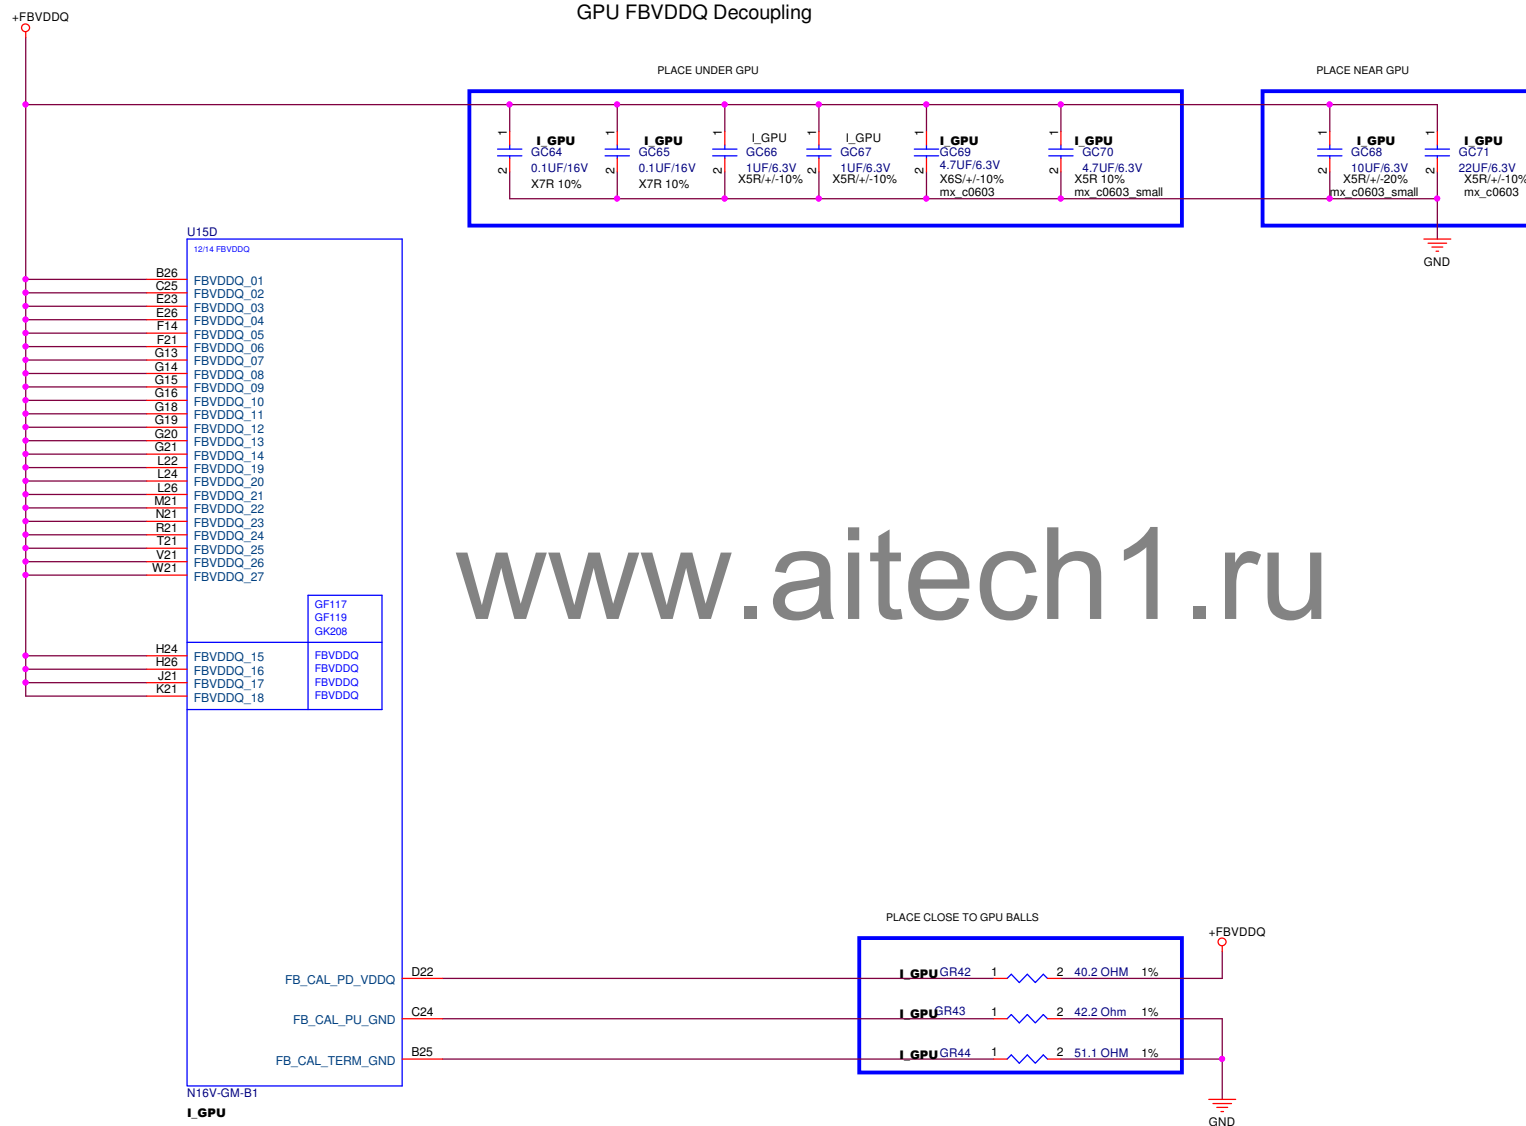 +FBVDDQ
GPU FBVDDQ Decoupling
PLACE UNDER GPU
PLACE NEAR GPU
1
2
I_GPU
GC64
0.1UF/16V
X7R 10%
1
2
I_GPU
GC65
0.1UF/16V
X7R 10%
1
2
I_GPU
GC66
1UF/6.3V
X5R/+/-10%
1
2
I_GPU
GC67
1UF/6.3V
X5R/+/-10%
1
2
I_GPU
GC69
4.7UF/6.3V
X6S/+/-10%
mx_c0603
1
2
I_GPU
GC70
4.7UF/6.3V
X5R 10%
mx_c0603_small
1
2
I_GPU
GC68
10UF/6.3V
X5R/+/-20%
mx_c0603_small
1
2
I_GPU
GC71
22UF/6.3V
X5R/+/-10%
mx_c0603
GND
U15D
12/14 FBVDDQ
B26 FBVDDQ_01
C25 FBVDDQ_02
E23 FBVDDQ_03
E26 FBVDDQ_04
F14 FBVDDQ_05
F21 FBVDDQ_06
G13 FBVDDQ_07
G14 FBVDDQ_08
G15 FBVDDQ_09
G16 FBVDDQ_10
G18 FBVDDQ_11
G19 FBVDDQ_12
G20 FBVDDQ_13
G21 FBVDDQ_14
L22 FBVDDQ_19
L24 FBVDDQ_20
L26 FBVDDQ_21
M21 FBVDDQ_22
N21 FBVDDQ_23
R21 FBVDDQ_24
T21 FBVDDQ_25
V21 FBVDDQ_26
W21 FBVDDQ_27
GF117
GF119
GK208
H24 FBVDDQ_15 FBVDDQ
H26 FBVDDQ_16 FBVDDQ
J21 FBVDDQ_17 FBVDDQ
K21 FBVDDQ_18 FBVDDQ
www.aitech1.ru
PLACE CLOSE TO GPU BALLS
+FBVDDQ
FB_CAL_PD_VDDQ D22 I_GPU GR42 1 2 40.2 OHM 1%
FB_CAL_PU_GND C24 I_GPU GR43 1 2 42.2 Ohm 1%
FB_CAL_TERM_GND B25 I_GPU GR44 1 2 51.1 OHM 1%
N16V-GM-B1
I_GPU
GND